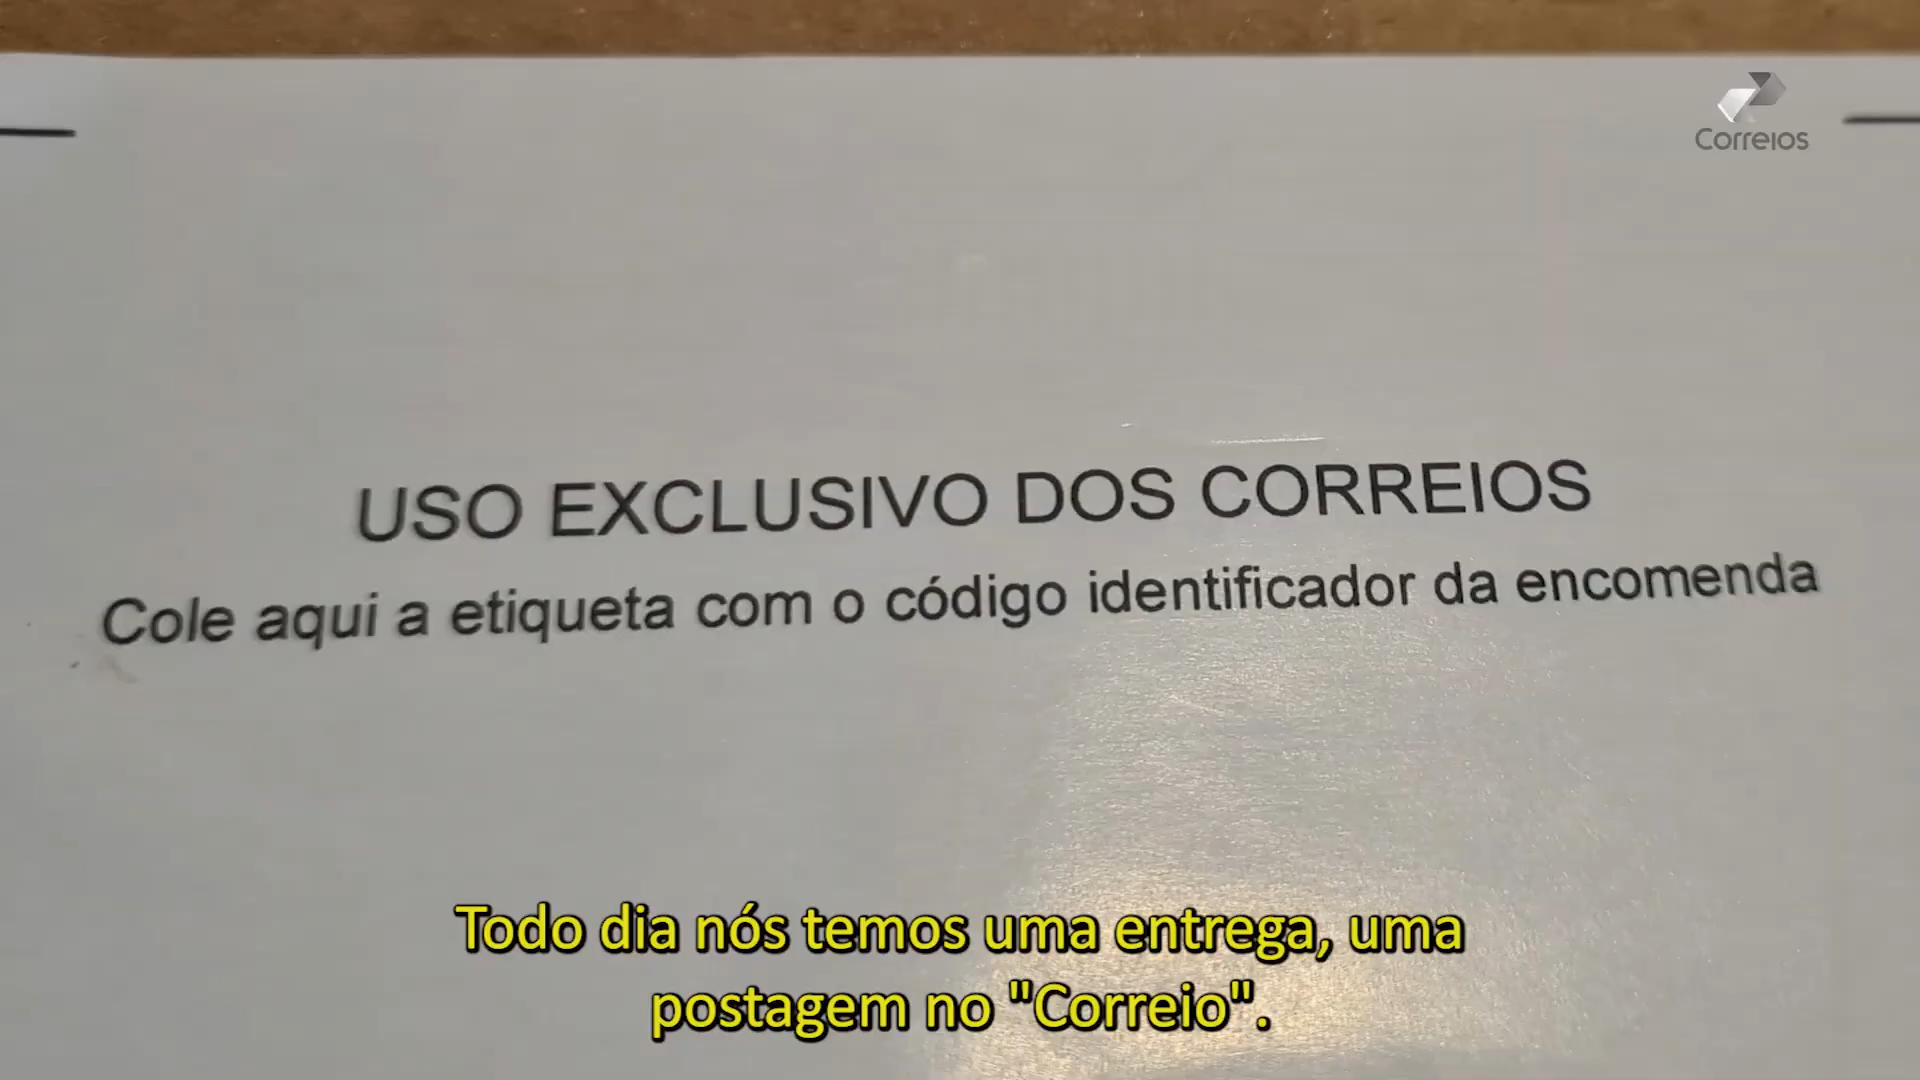 Correios
USO EXCLUSIVO DOS CORREIOS
Cole aqui a etiqueta com o código identificador da encomenda
Todo dia nós temos uma entrega, uma
postagem no "Correio".